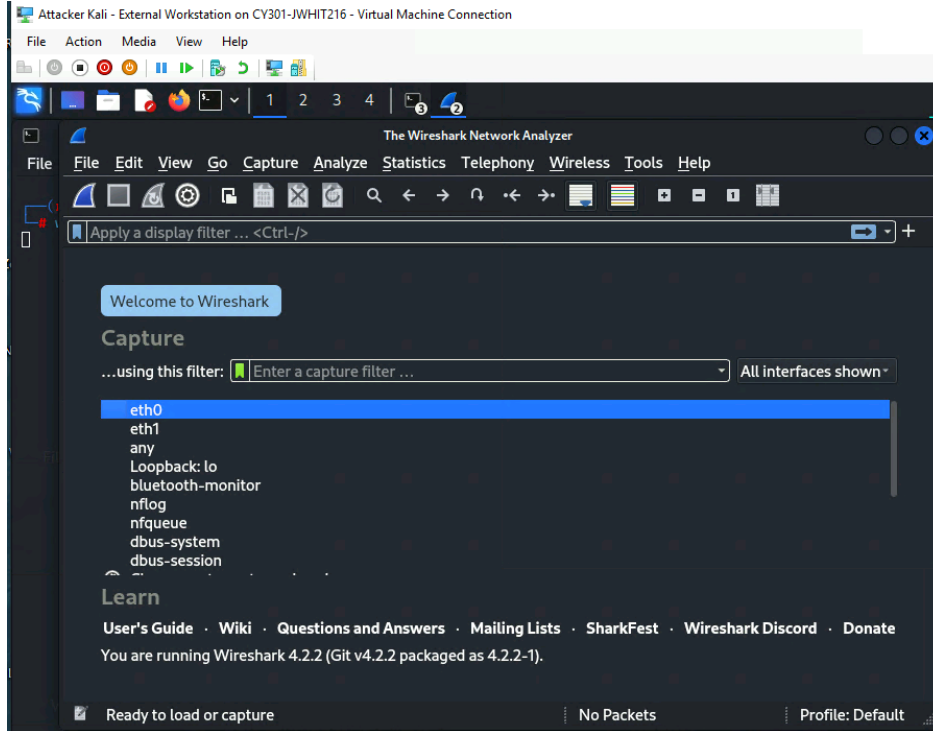 Attacker Kali - External Workstation on CY301-JWHIT216 - Virtual Machine Connection
File Action Media View Help
1 2 3 4 3 2
The Wireshark Network Analyzer
File
File Edit View Go Capture Analyze Statistics Telephony Wireless Tools Help
Apply a display filter ... <Ctrl-/>
Welcome to Wireshark
Capture
...using this filter: Enter a capture filter ... All interfaces shown
eth0
eth1
any
Loopback: lo
bluetooth-monitor
nflog
nfqueue
dbus-system
dbus-session
Learn
User's Guide · Wiki · Questions and Answers · Mailing Lists · SharkFest · Wireshark Discord · Donate
You are running Wireshark 4.2.2 (Git v4.2.2 packaged as 4.2.2-1).
Ready to load or capture No Packets Profile: Default